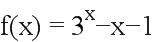 f(x) = 3^x–x–1